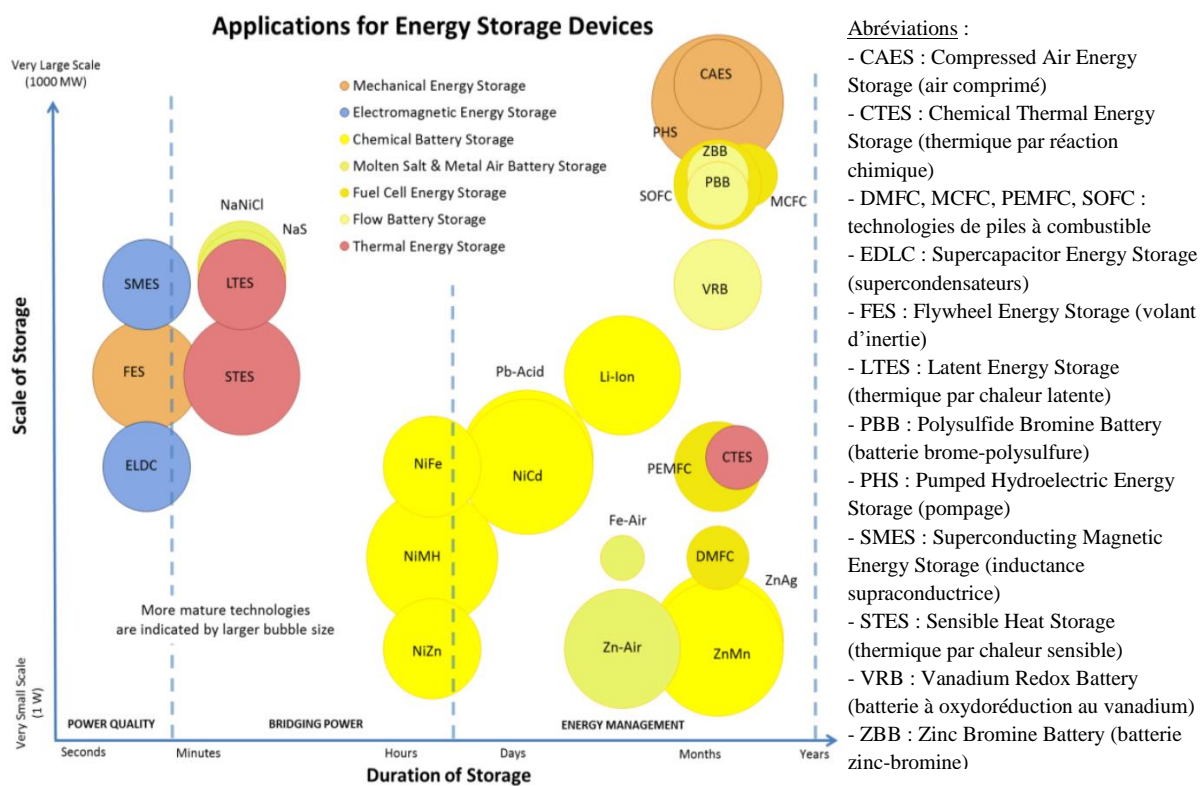 Applications for Energy Storage Devices
Very Large Scale
(1000 MW)
Mechanical Energy Storage
Electromagnetic Energy Storage
Chemical Battery Storage
Molten Salt & Metal Air Battery Storage
Fuel Cell Energy Storage
Flow Battery Storage
Thermal Energy Storage
CAES
PHS
ZBB
PBB
SOFC
MCFC
NaNiCl
NaS
SMES
LTES
VRB
FES
STES
Pb-Acid
Li-Ion
ELDC
NiFe
NiCd
PEMFC
CTES
Fe-Air
NiMH
DMFC
ZnAg
More mature technologies
are indicated by larger bubble size
NiZn
Zn-Air
ZnMn
Scale of Storage
Very Small Scale
(1 W)
POWER QUALITY
BRIDGING POWER
ENERGY MANAGEMENT
Seconds
Minutes
Hours
Days
Months
Years
Duration of Storage
Abréviations :
- CAES : Compressed Air Energy
Storage (air comprimé)
- CTES : Chemical Thermal Energy
Storage (thermique par réaction
chimique)
- DMFC, MCFC, PEMFC, SOFC :
technologies de piles à combustible
- EDLC : Supercapacitor Energy Storage
(supercondensateurs)
- FES : Flywheel Energy Storage (volant
d’inertie)
- LTES : Latent Energy Storage
(thermique par chaleur latente)
- PBB : Polysulfide Bromine Battery
(batterie brome-polysulfure)
- PHS : Pumped Hydroelectric Energy
Storage (pompage)
- SMES : Superconducting Magnetic
Energy Storage (inductance
supraconductrice)
- STES : Sensible Heat Storage
(thermique par chaleur sensible)
- VRB : Vanadium Redox Battery
(batterie à oxydoréduction au vanadium)
- ZBB : Zinc Bromine Battery (batterie
zinc-bromine)